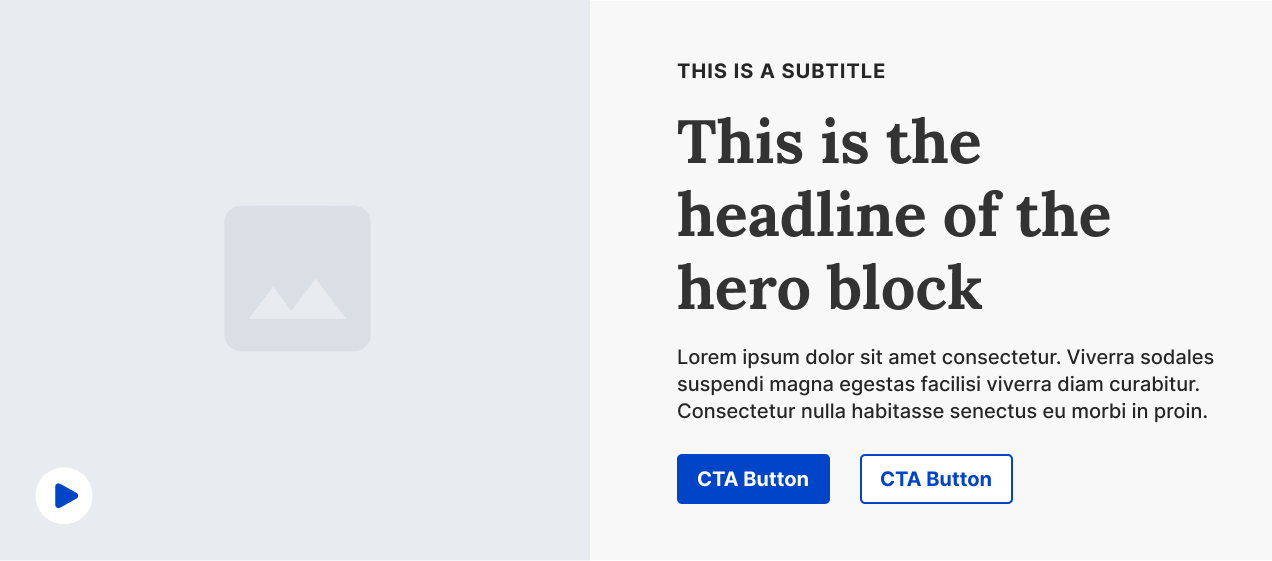 THIS IS A SUBTITLE
This is the
headline of the
hero block
Lorem ipsum dolor sit amet consectetur. Viverra sodales
suspendi magna egestas facilisi viverra diam curabitur.
Consectetur nulla habitasse senectus eu morbi in proin.
CTA Button
CTA Button